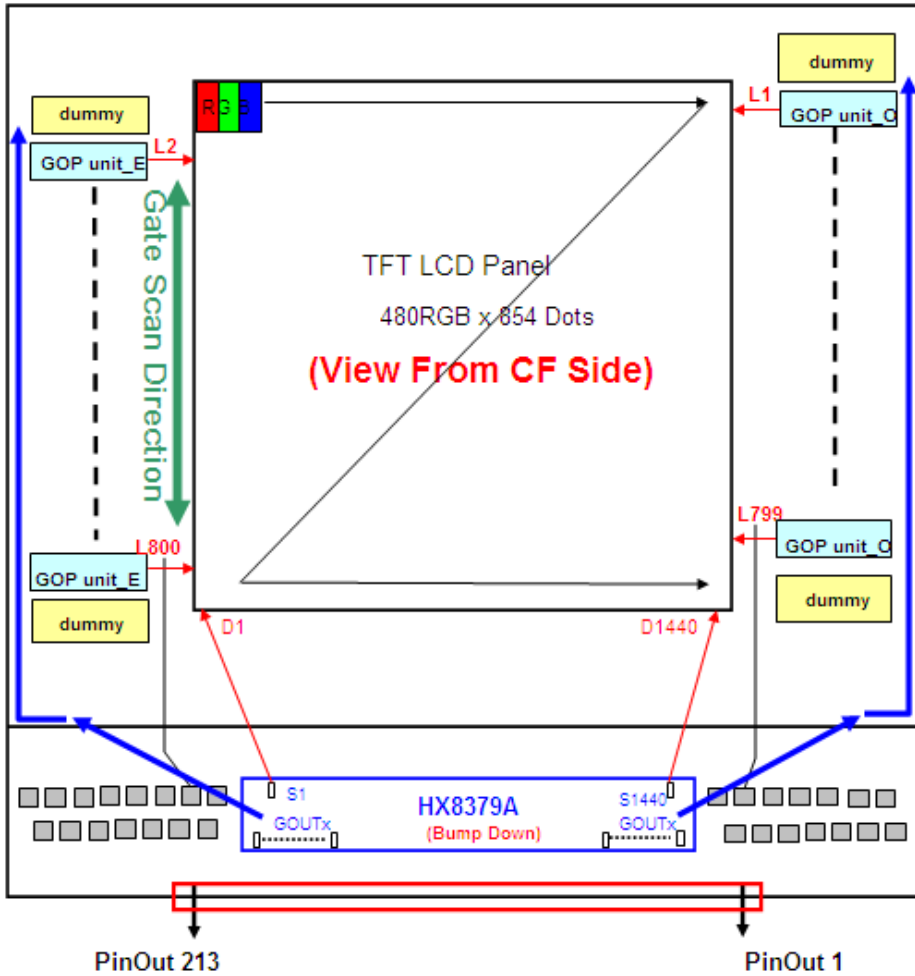 dummy
dummy
L1
GOP unit_O
R G B
L2
GOP unit_E
Gate Scan Direction
TFT LCD Panel
480RGB x 854 Dots
(View From CF Side)
L800
GOP unit_E
dummy
L799
GOP unit_O
dummy
D1
D1440
S1
HX8379A
S1440
GOUTx
(Bump Down)
GOUTx
PinOut 213
PinOut 1